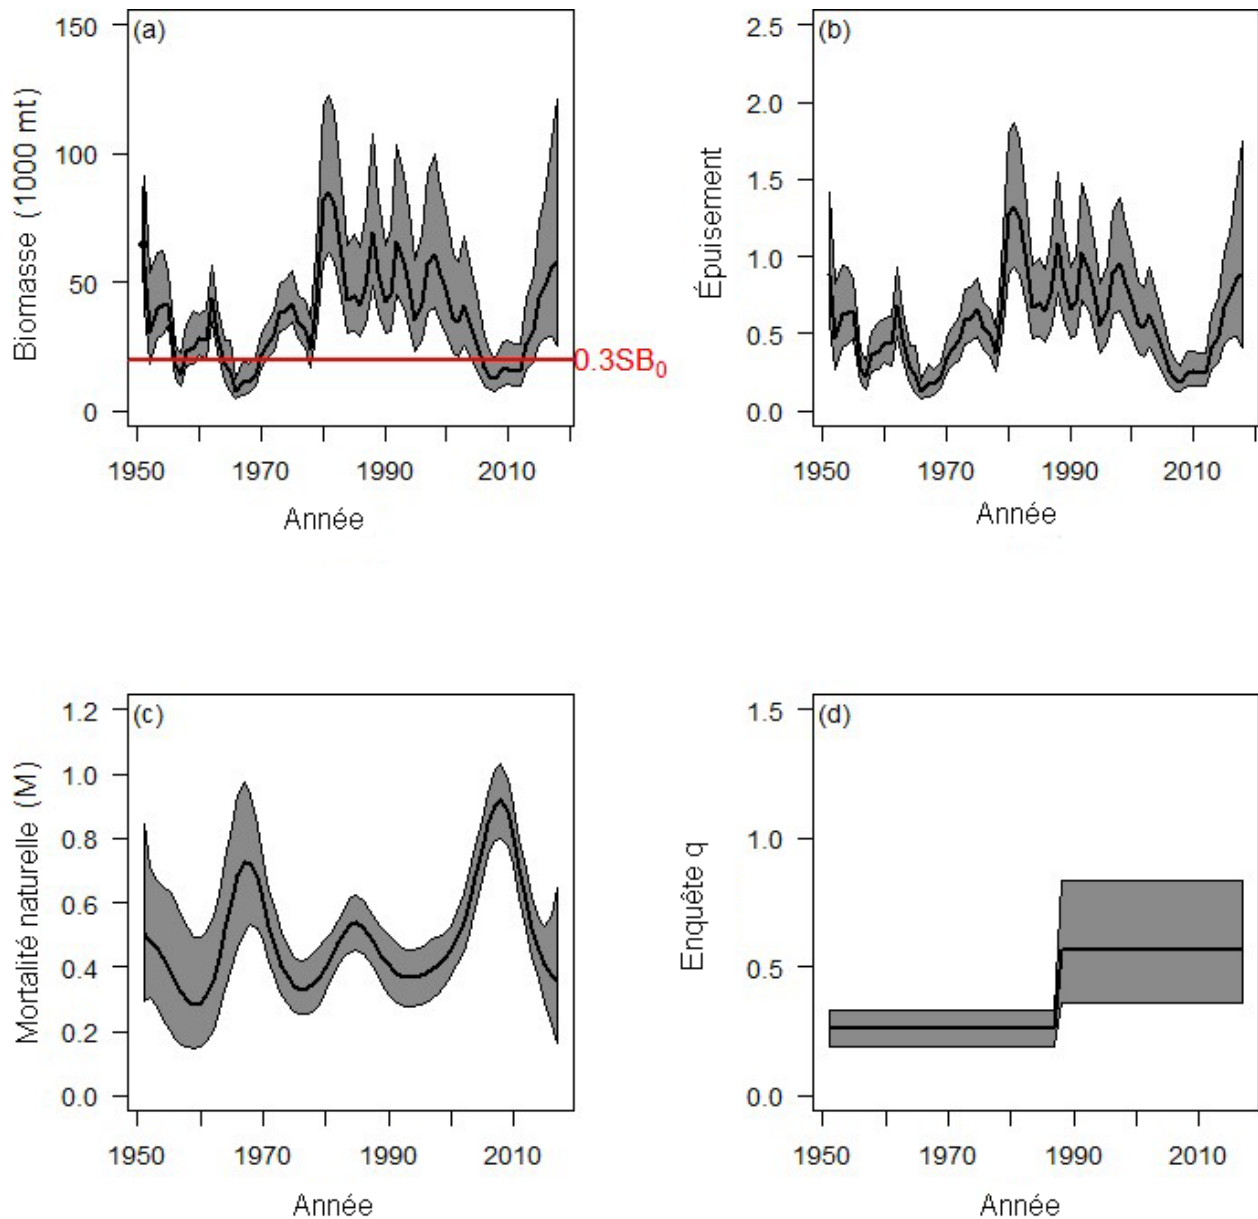 (a)
150
100
50
0
Biomasse (1000 mt)
0.3SB₀
1950 1970 1990 2010
Année
(b)
2.5
2.0
1.5
1.0
0.5
0.0
Épuisement
1950 1970 1990 2010
Année
(c)
1.2
1.0
0.8
0.6
0.4
0.2
0.0
Mortalité naturelle (M)
1950 1970 1990 2010
Année
(d)
1.5
1.0
0.5
0.0
Enquête q
1950 1970 1990 2010
Année